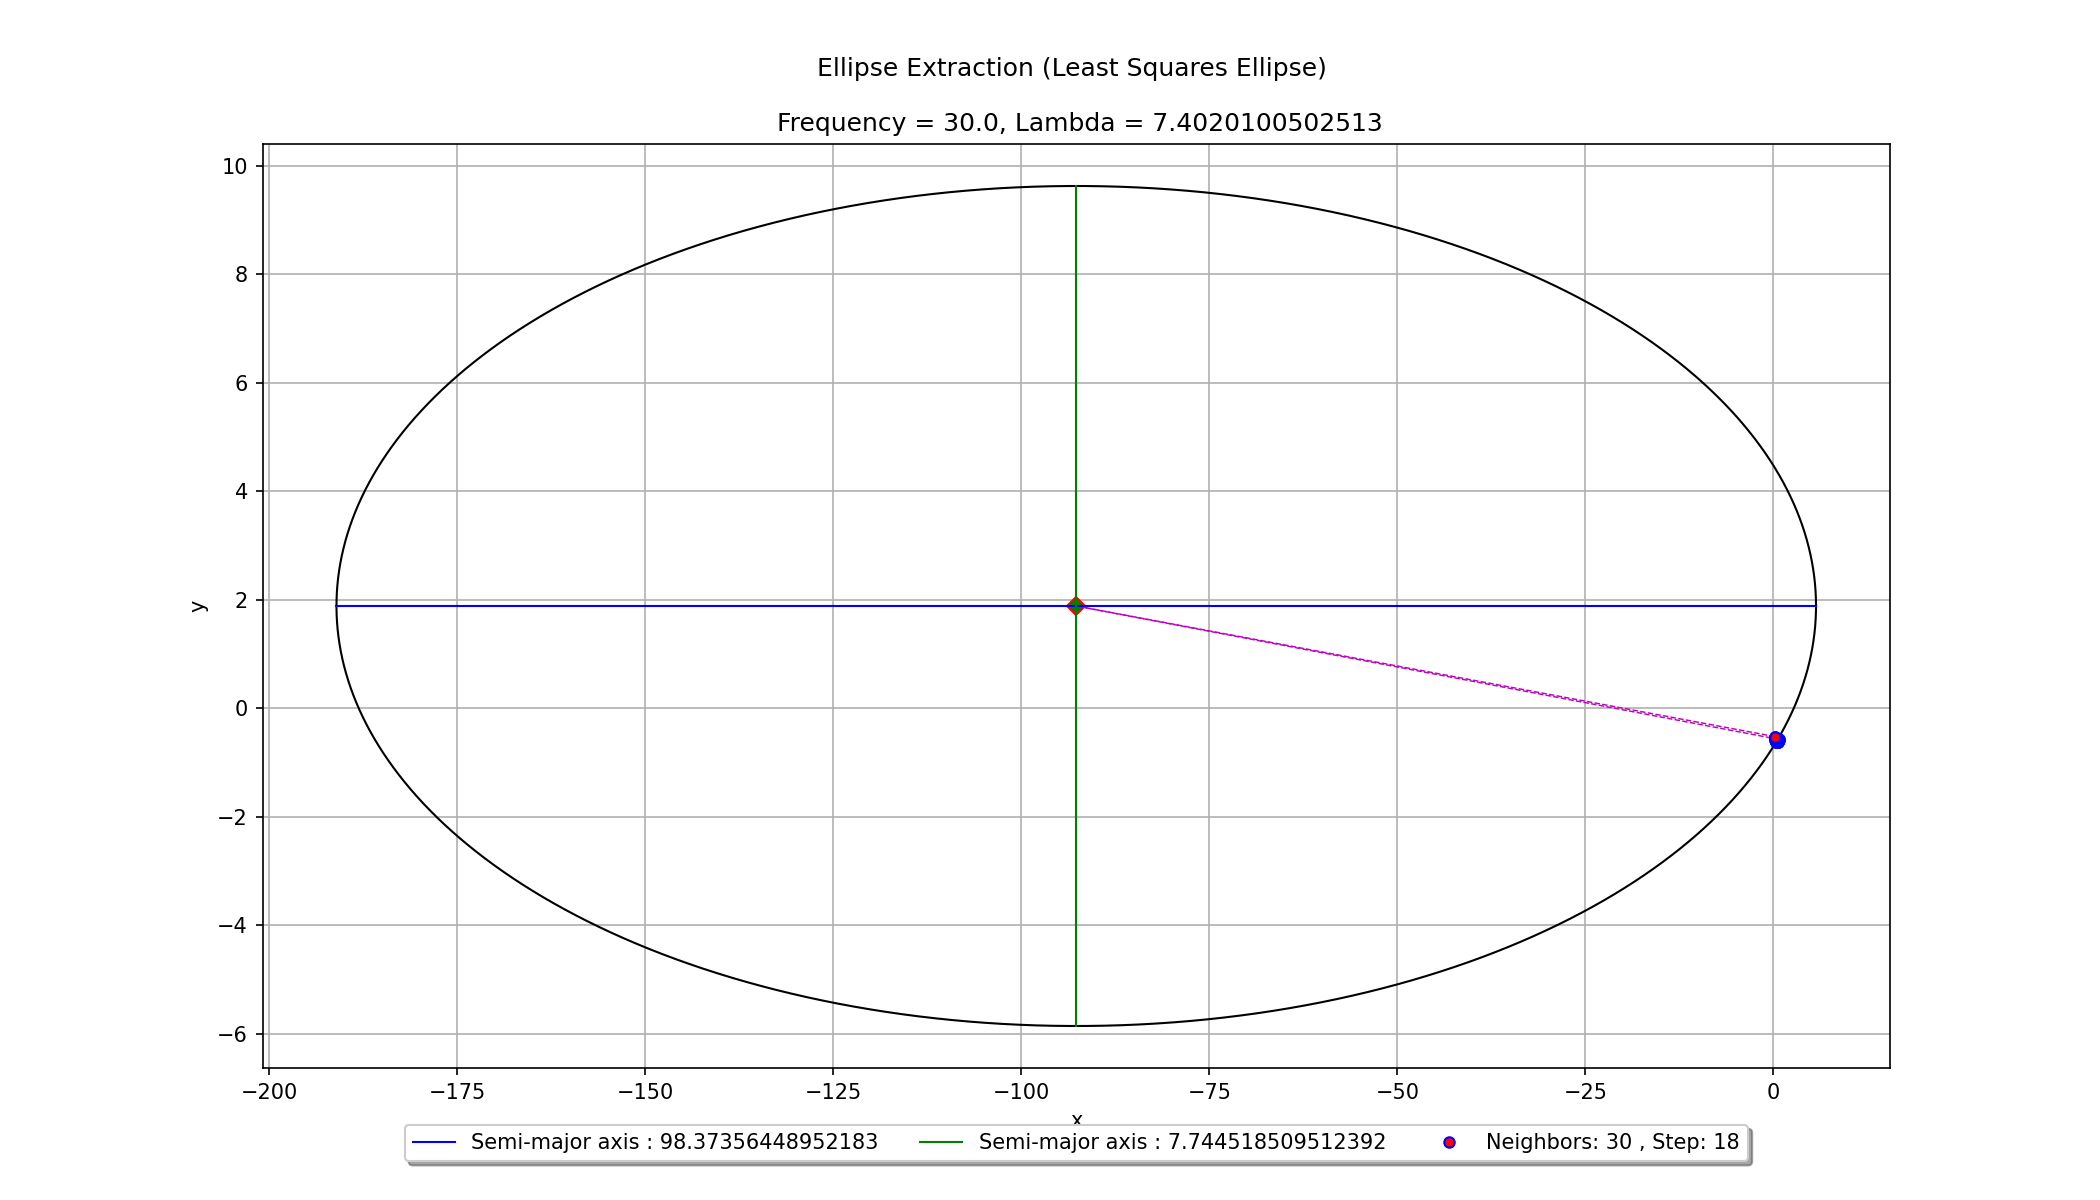 Ellipse Extraction (Least Squares Ellipse)
Frequency = 30.0, Lambda = 7.4020100502513
10
8
6
4
2
0
−2
−4
−6
y
−200 −175 −150 −125 −100 −75 −50 −25 0
x
Semi-major axis : 98.37356448952183 Semi-major axis : 7.744518509512392 Neighbors: 30 , Step: 18